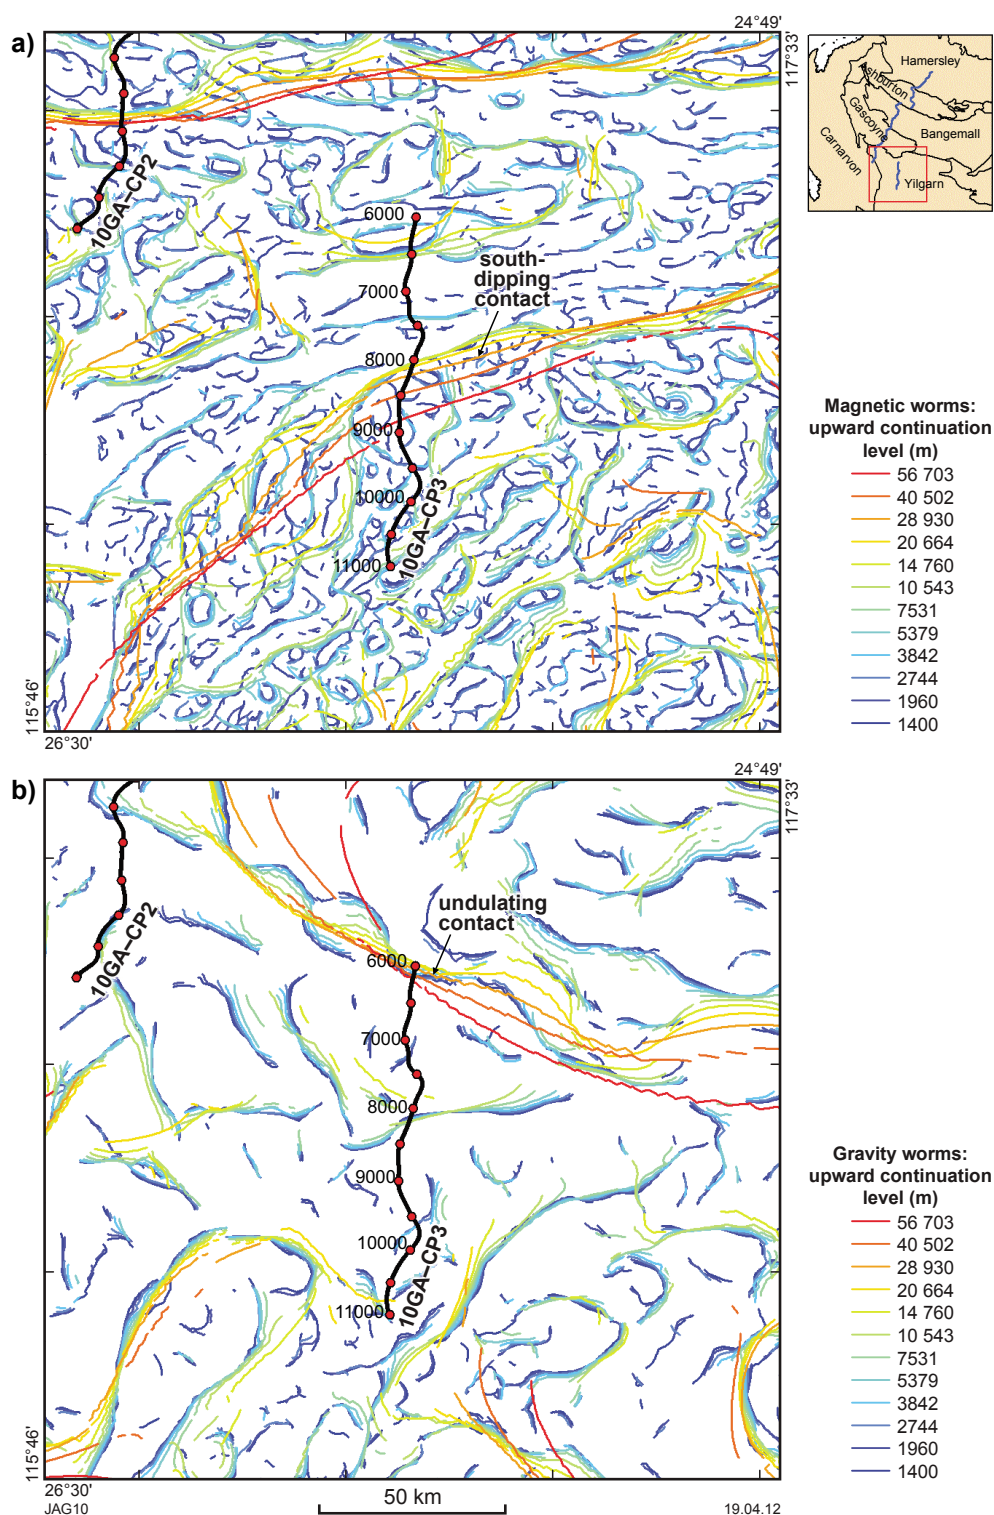 a)
24°49'
117°33'
10GA–CP2
6000
south-
dipping
contact
7000
8000
9000
10000
10GA–CP3
11000
115°46'
26°30'
Hamersley
Ashburton
Gascoyne
Bangemall
Carnarvon
Yilgarn
Magnetic worms:
upward continuation
level (m)
56 703
40 502
28 930
20 664
14 760
10 543
7531
5379
3842
2744
1960
1400
b)
24°49'
117°33'
10GA–CP2
undulating
contact
6000
7000
8000
9000
10000
10GA–CP3
11000
115°46'
26°30'
Gravity worms:
upward continuation
level (m)
56 703
40 502
28 930
20 664
14 760
10 543
7531
5379
3842
2744
1960
1400
JAG10
50 km
19.04.12